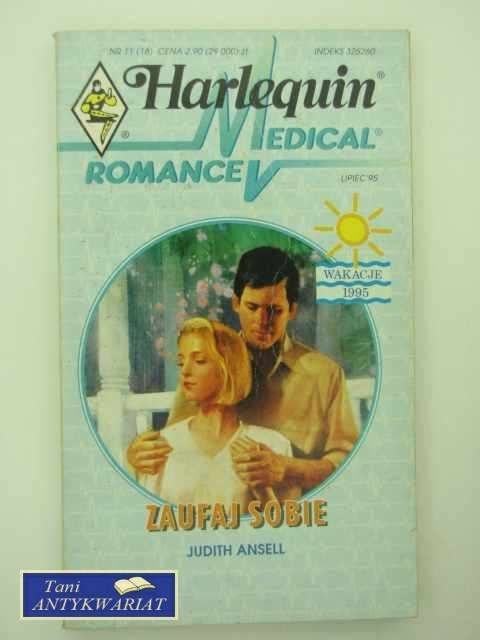 NR 11 (18) CENA 2.90 (29 000) zł
INDEKS 325260
Harlequin®
MEDICAL®
ROMANCE
LIPIEC'95
WAKACJE
1995
ZAUFAJ SOBIE
JUDITH ANSELL
Tani
ANTYKWARIAT